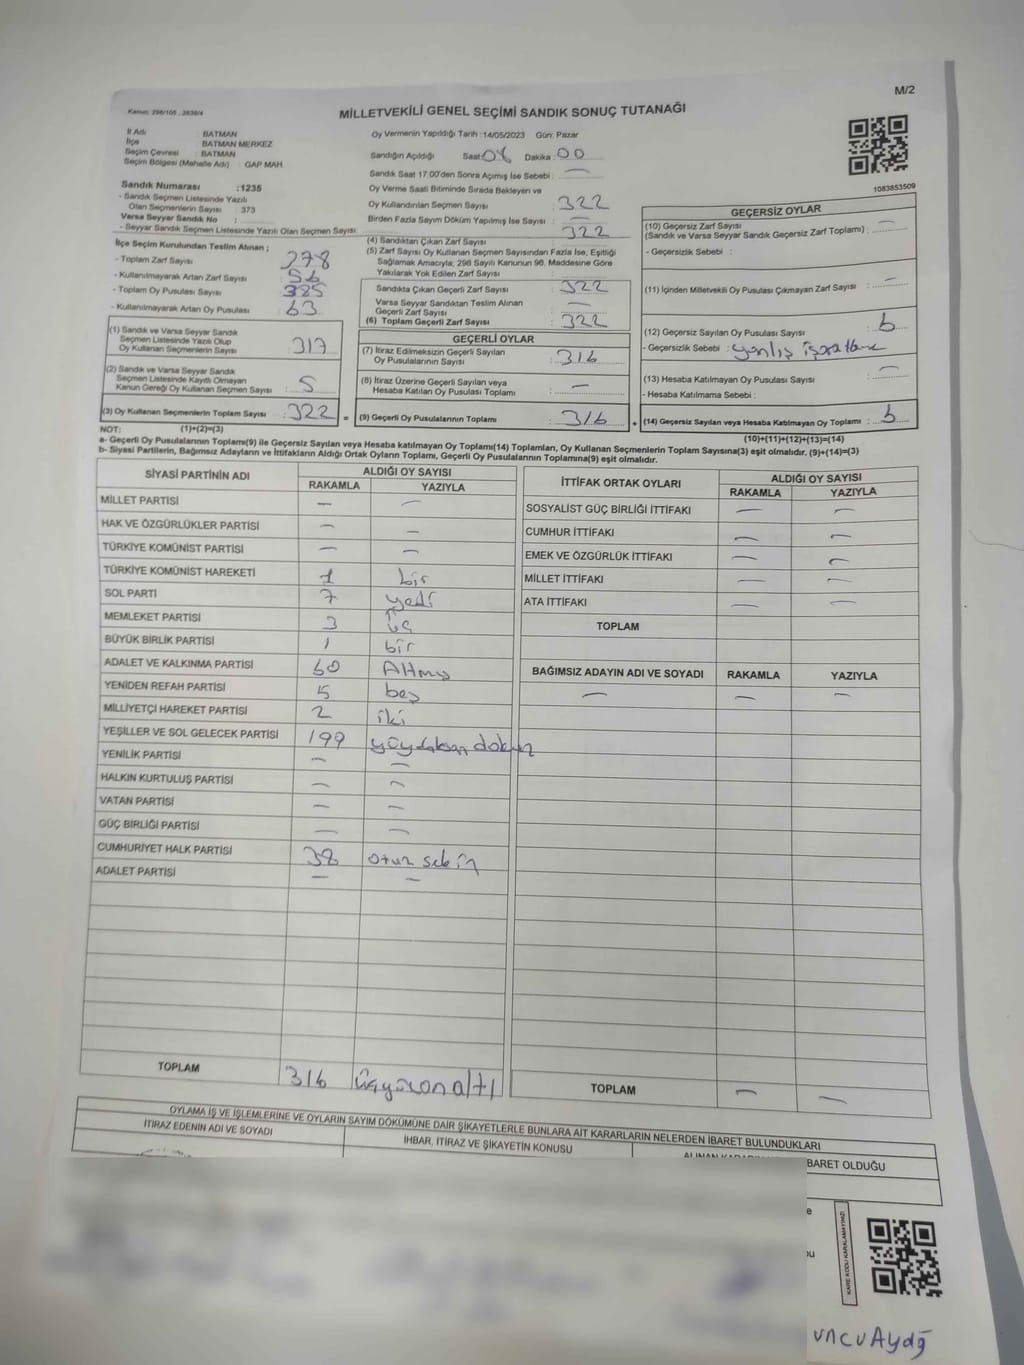 M/2
Kanun: 298/105 , 2839/4
MİLLETVEKİLİ GENEL SEÇİMİ SANDIK SONUÇ TUTANAĞI
İl Adı : BATMAN
İlçe : BATMAN MERKEZ
Seçim Çevresi : BATMAN
Seçim Bölgesi (Mahalle Adı) : GAP MAH.
Sandık Numarası :1235
- Sandık Seçmen Listesinde Yazılı
Olan Seçmenlerin Sayısı : 373
Varsa Seyyar Sandık No :
- Seyyar Sandık Seçmen Listesinde Yazılı Olan Seçmen Sayısı:
İlçe Seçim Kurulundan Teslim Alınan ;
- Toplam Zarf Sayısı : 278
- Kullanılmayarak Artan Zarf Sayısı : 56
- Toplam Oy Pusulası Sayısı : 385
- Kullanılmayarak Artan Oy Pusulası : 63
(1) Sandık ve Varsa Seyyar Sandık
Seçmen Listesinde Yazılı Olup
Oy Kullanan Seçmenlerin Sayısı : 317
(2) Sandık ve Varsa Seyyar Sandık
Seçmen Listesinde Kayıtlı Olmayan
Kanun Gereği Oy Kullanan Seçmen Sayısı : 5
(3) Oy Kullanan Seçmenlerin Toplam Sayısı : 322 =
Oy Vermenin Yapıldığı Tarih :14/05/2023 Gün: Pazar
Sandığın Açıldığı Saat: 08 Dakika : 00
Sandık Saat 17.00'den Sonra Açımış İse Sebebi : —
Oy Verme Saati Bitiminde Sırada Bekleyen ve
Oy Kullandırılan Seçmen Sayısı : 322
Birden Fazla Sayım Döküm Yapılmış İse Sayısı : —
(4) Sandıktan Çıkan Zarf Sayısı : 322
(5) Zarf Sayısı Oy Kullanan Seçmen Sayısından Fazla İse, Eşitliği
Sağlamak Amacıyla, 298 Sayılı Kanunun 98. Maddesine Göre
Yakılarak Yok Edilen Zarf Sayısı :
Sandıkta Çıkan Geçerli Zarf Sayısı : 322
Varsa Seyyar Sandıktan Teslim Alınan
Geçerli Zarf Sayısı : —
(6) Toplam Geçerli Zarf Sayısı : 322
GEÇERLİ OYLAR
(7) İtiraz Edilmeksizin Geçerli Sayılan
Oy Pusulalarının Sayısı : 316
(8) İtiraz Üzerine Geçerli Sayılan veya
Hesaba Katılan Oy Pusulası Toplamı : —
(9) Geçerli Oy Pusulalarının Toplamı : 316 +
1083853509
GEÇERSİZ OYLAR
(10) Geçersiz Zarf Sayısı
(Sandık ve Varsa Seyyar Sandık Geçersiz Zarf Toplamı) : —
- Geçersizlik Sebebi :
(11) İçinden Milletvekili Oy Pusulası Çıkmayan Zarf Sayısı : —
(12) Geçersiz Sayılan Oy Pusulası Sayısı : 6
- Geçersizlik Sebebi : yanlış işaretleme
(13) Hesaba Katılmayan Oy Pusulası Sayısı : —
- Hesaba Katılmama Sebebi :
(14) Geçersiz Sayılan veya Hesaba Katılmayan Oy Toplamı : 6
NOT: (1)+(2)=(3)
(10)+(11)+(12)+(13)=(14)
a- Geçerli Oy Pusulalarının Toplamı(9) ile Geçersiz Sayılan veya Hesaba katılmayan Oy Toplamı(14) Toplamları, Oy Kullanan Seçmenlerin Toplam Sayısına(3) eşit olmalıdır. (9)+(14)=(3)
b- Siyasi Partilerin, Bağımsız Adayların ve İttifakların Aldığı Ortak Oyların Toplamı, Geçerli Oy Pusulalarının Toplamına(9) eşit olmalıdır.
SİYASİ PARTİNİN ADI ALDIĞI OY SAYISI
RAKAMLA YAZIYLA
MİLLET PARTİSİ — —
HAK VE ÖZGÜRLÜKLER PARTİSİ — —
TÜRKİYE KOMÜNİST PARTİSİ — —
TÜRKİYE KOMÜNİST HAREKETİ 1 bir
SOL PARTİ 7 yedi
MEMLEKET PARTİSİ 3 üç
BÜYÜK BİRLİK PARTİSİ 1 bir
ADALET VE KALKINMA PARTİSİ 60 Altmış
YENİDEN REFAH PARTİSİ 5 beş
MİLLİYETÇİ HAREKET PARTİSİ 2 iki
YEŞİLLER VE SOL GELECEK PARTİSİ 199
YENİLİK PARTİSİ — —
HALKIN KURTULUŞ PARTİSİ — —
VATAN PARTİSİ — —
GÜÇ BİRLİĞİ PARTİSİ — —
CUMHURİYET HALK PARTİSİ 38 otuz sekiz
ADALET PARTİSİ — —
TOPLAM 316 üçyüzonaltı
İTTİFAK ORTAK OYLARI ALDIĞI OY SAYISI
RAKAMLA YAZIYLA
SOSYALİST GÜÇ BİRLİĞİ İTTİFAKI — —
CUMHUR İTTİFAKI — —
EMEK VE ÖZGÜRLÜK İTTİFAKI — —
MİLLET İTTİFAKI — —
ATA İTTİFAKI — —
TOPLAM
BAĞIMSIZ ADAYIN ADI VE SOYADI RAKAMLA YAZIYLA
— — —
TOPLAM — —
OYLAMA İŞ VE İŞLEMLERİNE VE OYLARIN SAYIM DÖKÜMÜNE DAİR ŞİKAYETLERLE BUNLARA AİT KARARLARIN NELERDEN İBARET BULUNDUKLARI
İTİRAZ EDENİN ADI VE SOYADI İHBAR, İTİRAZ VE ŞİKAYETİN KONUSU BARET OLDUĞU
KARE KODU KARALAMAYINIZ!